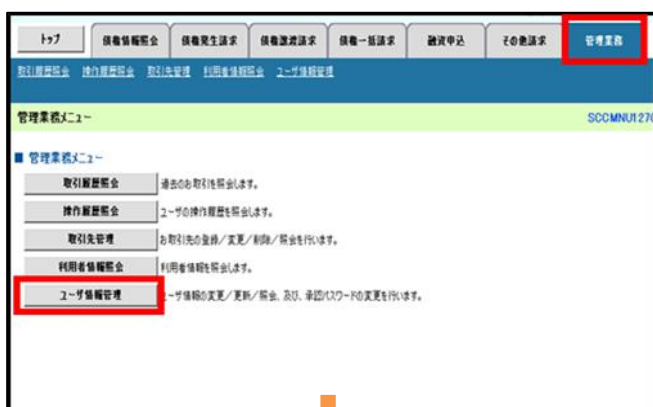 トップ 債権情報照会 債権発生請求 債権譲渡請求 債権一括請求 融資申込 その他請求 管理業務
取引履歴照会 操作履歴照会 取引先管理 利用者情報照会 ユーザ情報管理
管理業務メニュー SCCMNU1270
■ 管理業務メニュー
取引履歴照会 過去のお取引を照会します。
操作履歴照会 ユーザの操作履歴を照会します。
取引先管理 お取引先の登録／変更／削除／照会を行います。
利用者情報照会 利用者情報を照会します。
ユーザ情報管理 ユーザ情報の変更／更新／照会、及び、承認パスワードの変更を行います。